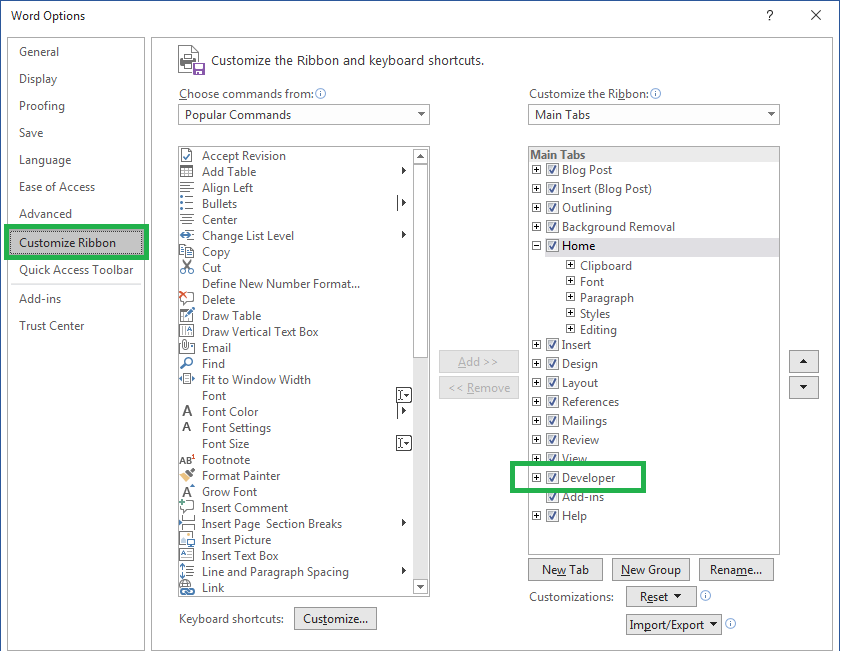 Word Options
?
General
Display
Proofing
Save
Language
Ease of Access
Advanced
Customize Ribbon
Quick Access Toolbar
Add-ins
Trust Center
Customize the Ribbon and keyboard shortcuts.
Choose commands from:
Popular Commands
Accept Revision
Add Table
Align Left
Bullets
Center
Change List Level
Copy
Cut
Define New Number Format...
Delete
Draw Table
Draw Vertical Text Box
Email
Find
Fit to Window Width
Font
Font Color
Font Settings
Font Size
Footnote
Format Painter
Grow Font
Insert Comment
Insert Page  Section Breaks
Insert Picture
Insert Text Box
Line and Paragraph Spacing
Link
Keyboard shortcuts: Customize...
Add >>
<< Remove
Customize the Ribbon:
Main Tabs
Main Tabs
Blog Post
Insert (Blog Post)
Outlining
Background Removal
Home
Clipboard
Font
Paragraph
Styles
Editing
Insert
Design
Layout
References
Mailings
Review
View
Developer
Add-ins
Help
New Tab New Group Rename...
Customizations: Reset
Import/Export